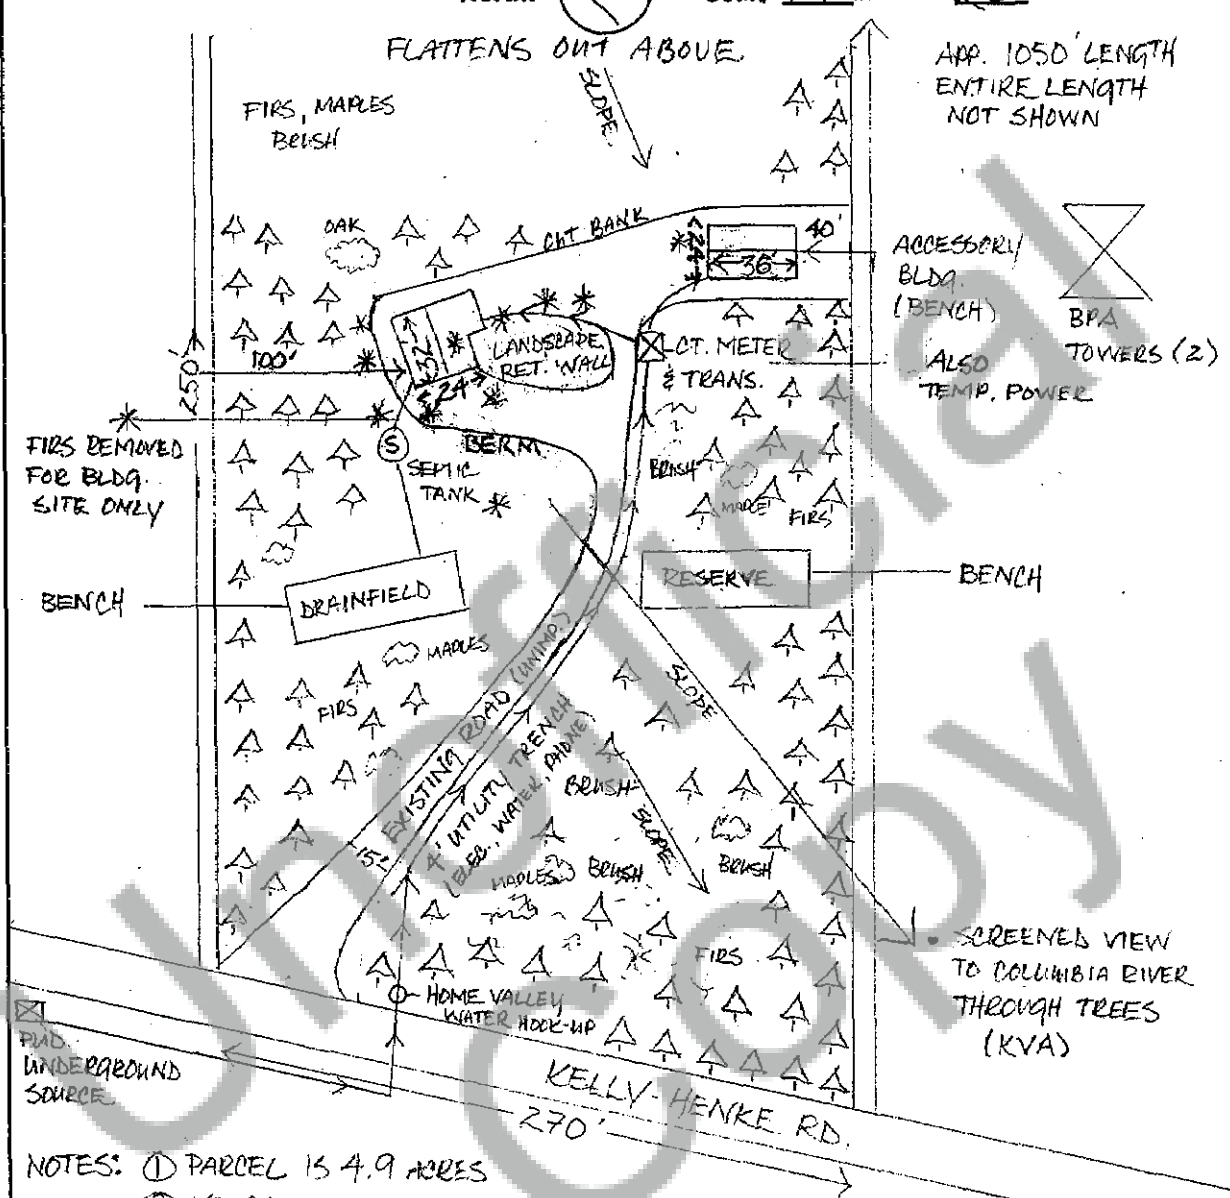 FLATTENS OUT ABOVE
APP. 1050' LENGTH
ENTIRE LENGTH
NOT SHOWN
SLOPE
FIRS, MAPLES
BRUSH
OAK
CUT BANK
24'
36'
40'
ACCESSORY
BLDG.
(BENCH)
BPA
TOWERS (2)
250'
100'
32'
24'
LANDSCAPE
RET. WALL
CT. METER
& TRANS.
ALSO
TEMP. POWER
FIRS REMOVED
FOR BLDG.
SITE ONLY
S
BERM
SEPTIC
TANK
BRUSH
MAPLE
FIRS
BENCH
DRAINFIELD
RESERVE
BENCH
MAPLES
FIRS
SLOPE
EXISTING ROAD (UNIMP.)
15'
4' UTILITY TRENCH
(ELEC., WATER, PHONE)
BRUSH
SLOPE
BRUSH
MAPLES
BRUSH
FIRS
SCREENED VIEW
TO COLUMBIA RIVER
THROUGH TREES
(KVA)
HOME VALLEY
WATER HOOK-UP
PUD
UNDERGROUND
SOURCE
KELLY-HENKE RD.
270'
NOTES: ① PARCEL IS 4.9 ACRES
Unofficial
Copy